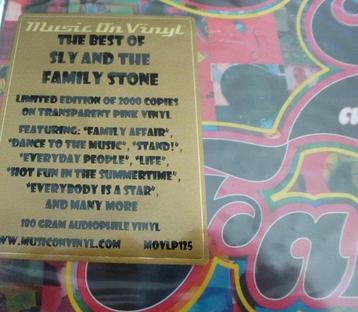 Music On Vinyl
THE BEST OF
SLY AND THE
FAMILY STONE
LIMITED EDITION OF 2000 COPIES
ON TRANSPARENT PINK VINYL
FEATURING: "FAMILY AFFAIR",
"DANCE TO THE MUSIC", "STAND!",
"EVERYDAY PEOPLE", "LIFE",
"HOT FUN IN THE SUMMERTIME",
"EVERYBODY IS A STAR",
AND MANY MORE
180 GRAM AUDIOPHILE VINYL
WWW.MUSICONVINYL.COM MOVLP125